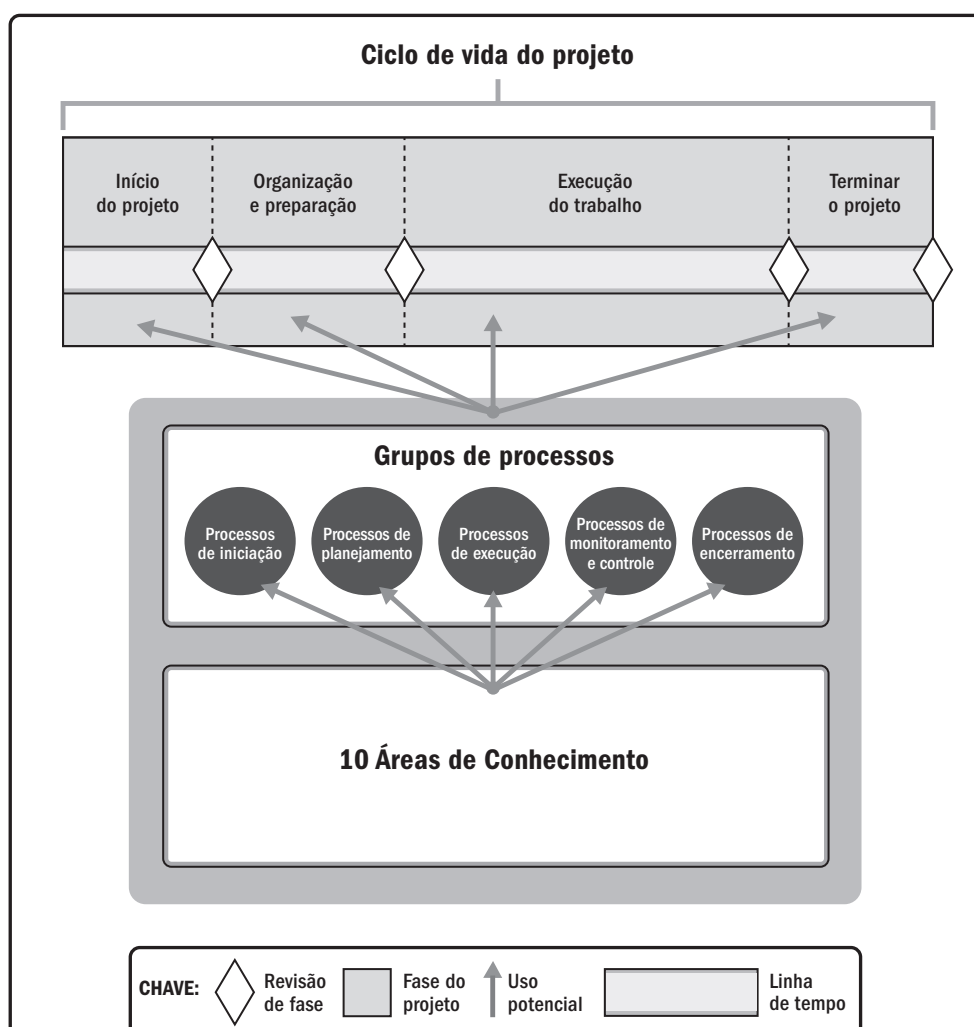 Ciclo de vida do projeto
Início
do projeto
Organização
e preparação
Execução
do trabalho
Terminar
o projeto
Grupos de processos
Processos
de iniciação
Processos de
planejamento
Processos
de execução
Processos de
monitoramento
e controle
Processos de
encerramento
10 Áreas de Conhecimento
CHAVE:
Revisão
de fase
Fase do
projeto
Uso
potencial
Linha
de tempo